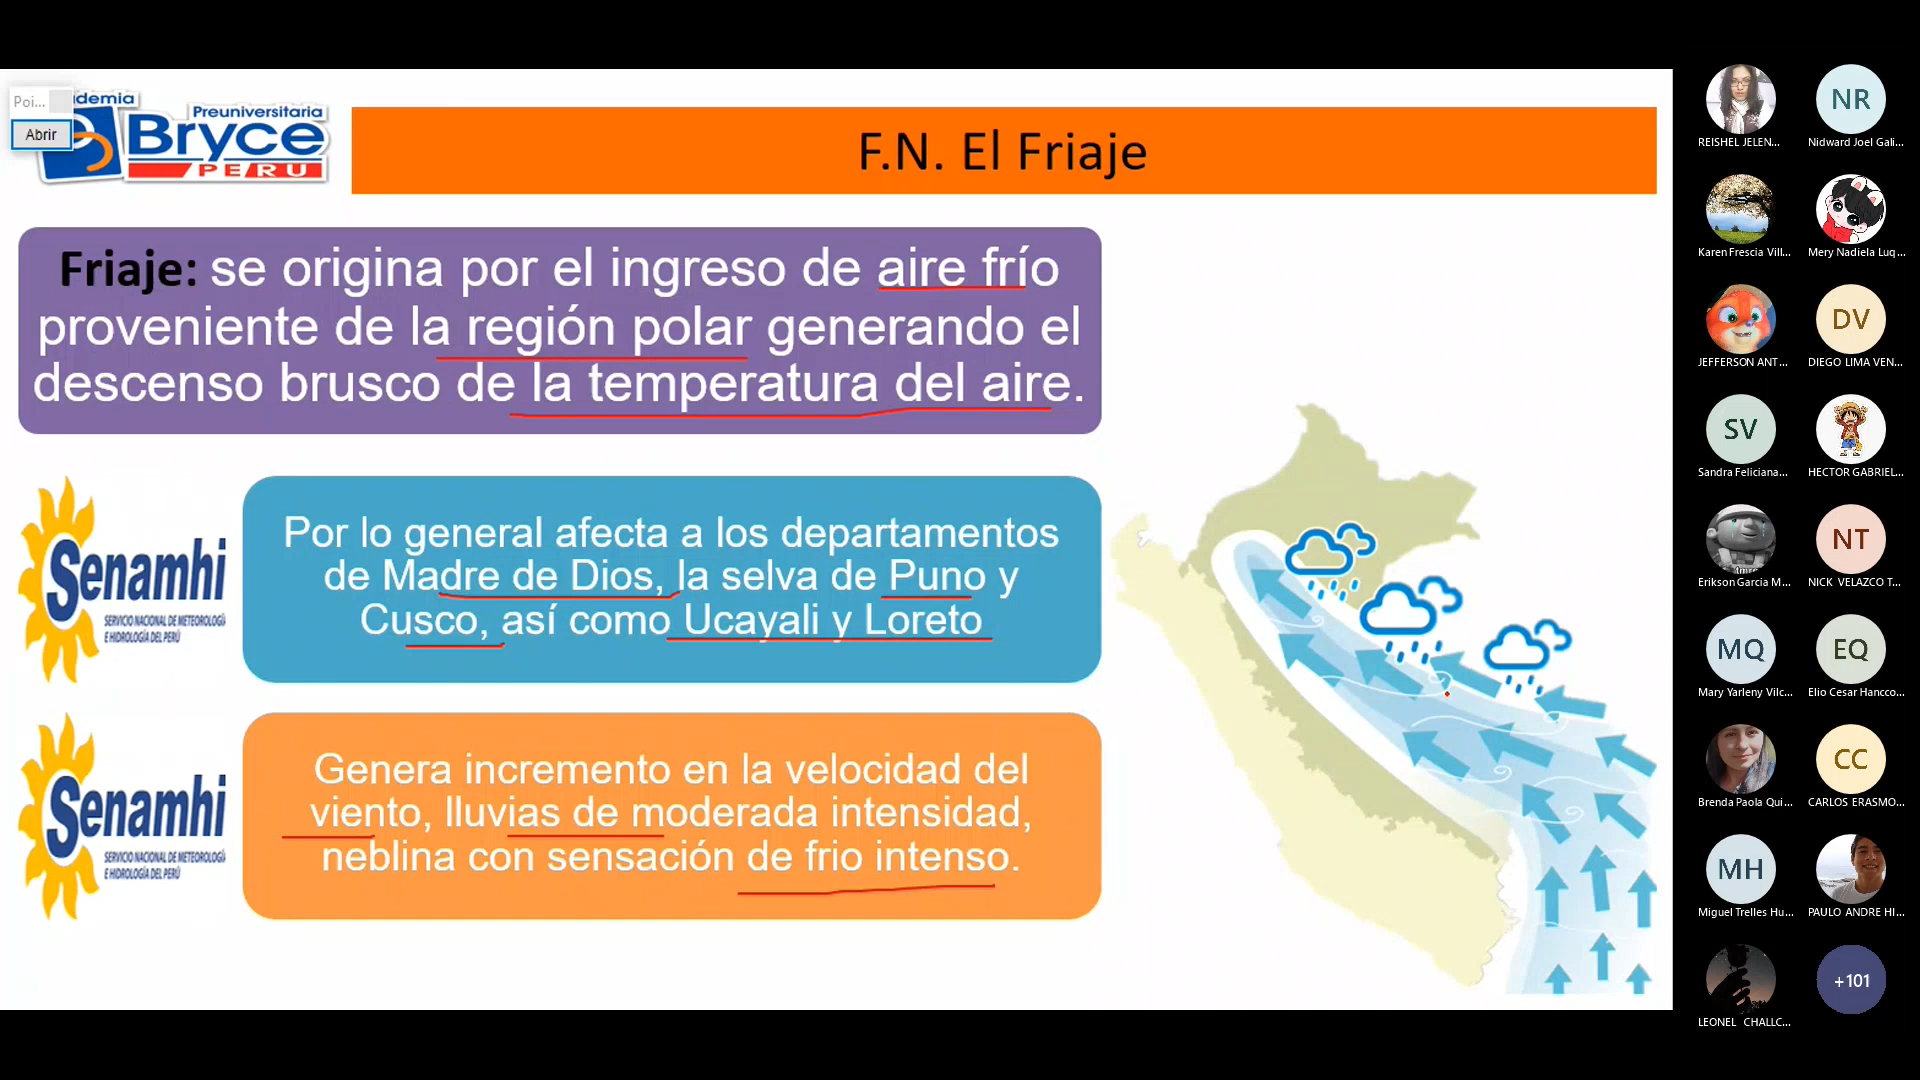 Poi...
Abrir
ademia
Preuniversitaria
Bryce
PERU
F.N. El Friaje
Friaje: se origina por el ingreso de aire frío
proveniente de la región polar generando el
descenso brusco de la temperatura del aire.
Senamhi
SERVICIO NACIONAL DE METEOROLOGÍA
E HIDROLOGÍA DEL PERÚ
Por lo general afecta a los departamentos
de Madre de Dios, la selva de Puno y
Cusco, así como Ucayali y Loreto
Senamhi
SERVICIO NACIONAL DE METEOROLOGÍA
E HIDROLOGÍA DEL PERÚ
Genera incremento en la velocidad del
viento, lluvias de moderada intensidad,
neblina con sensación de frio intenso.
REISHEL JELEN...
NR
Nidward Joel Gali...
Karen Frescia Vill...
Mery Nadiela Luq...
JEFFERSON ANT...
DV
DIEGO LIMA VEN...
SV
Sandra Feliciana...
HECTOR GABRIEL...
Erikson Garcia M...
NT
NICK VELAZCO T...
MQ
Mary Yarleny Vilc...
EQ
Elio Cesar Hancco...
Brenda Paola Qui...
CC
CARLOS ERASMO...
MH
Miguel Trelles Hu...
PAULO ANDRE HI...
LEONEL CHALLC...
+101